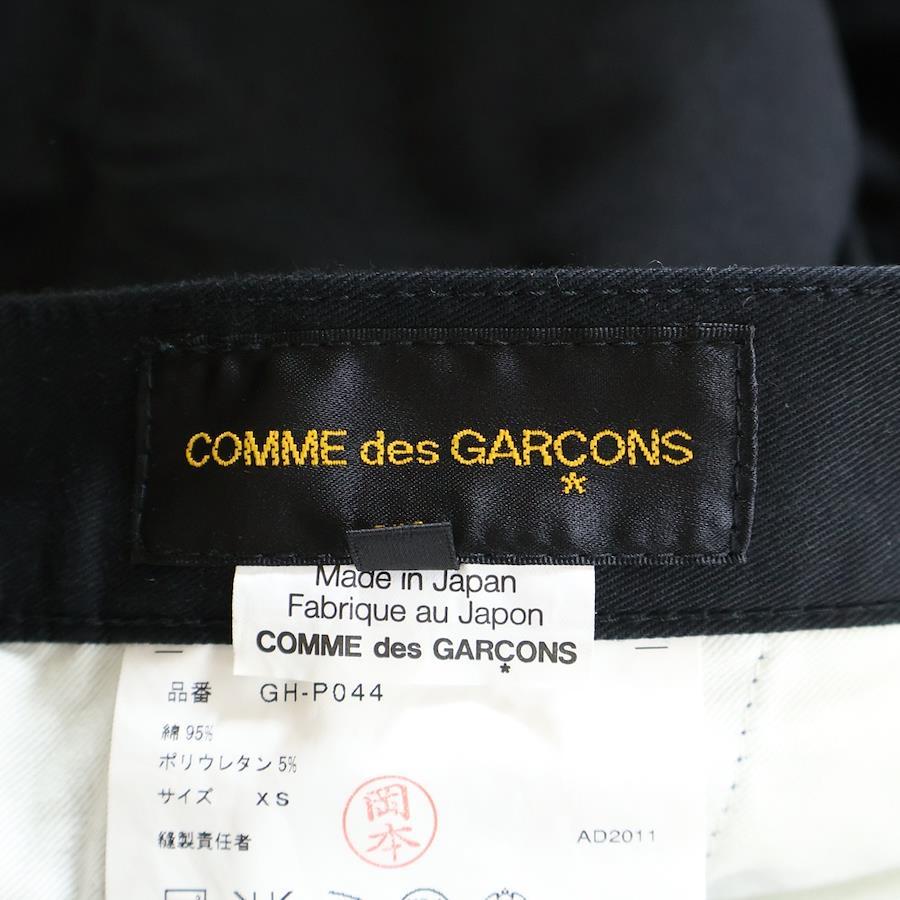 COMME des GARÇONS
*
Made in Japan
Fabrique au Japon
COMME des GARÇONS
*
品番 GH-P044
綿 95%
ポリウレタン 5%
サイズ XS
縫製責任者 岡本 AD2011